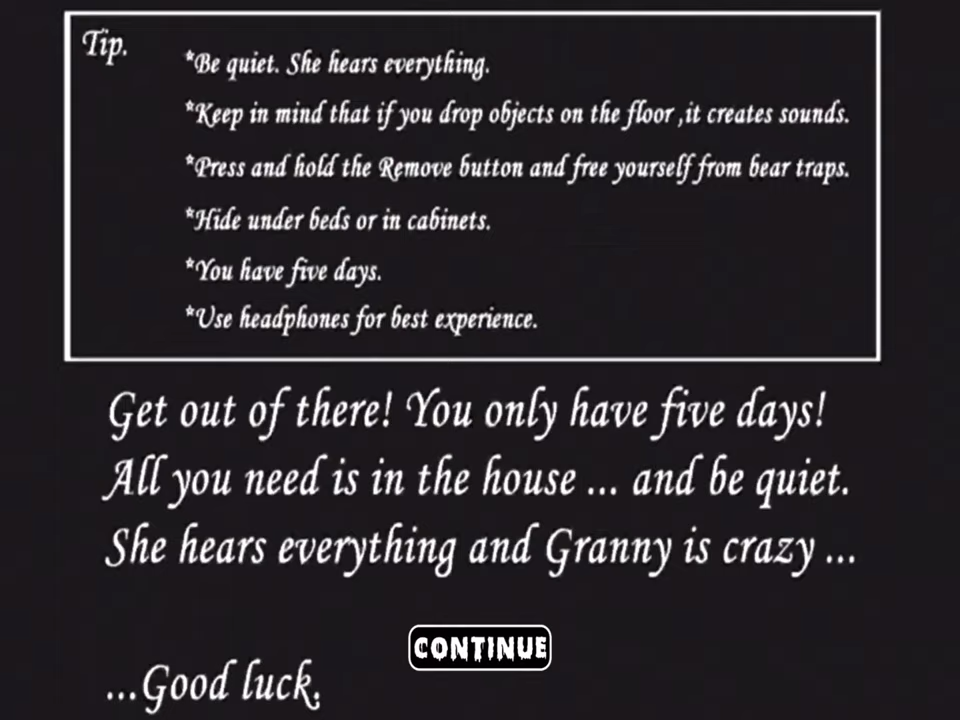 Tip.
*Be quiet. She hears everything.
*Keep in mind that if you drop objects on the floor ,it creates sounds.
*Press and hold the Remove button and free yourself from bear traps.
*Hide under beds or in cabinets.
*You have five days.
*Use headphones for best experience.
Get out of there! You only have five days!
All you need is in the house ... and be quiet.
She hears everything and Granny is crazy ...
CONTINUE
...Good luck.